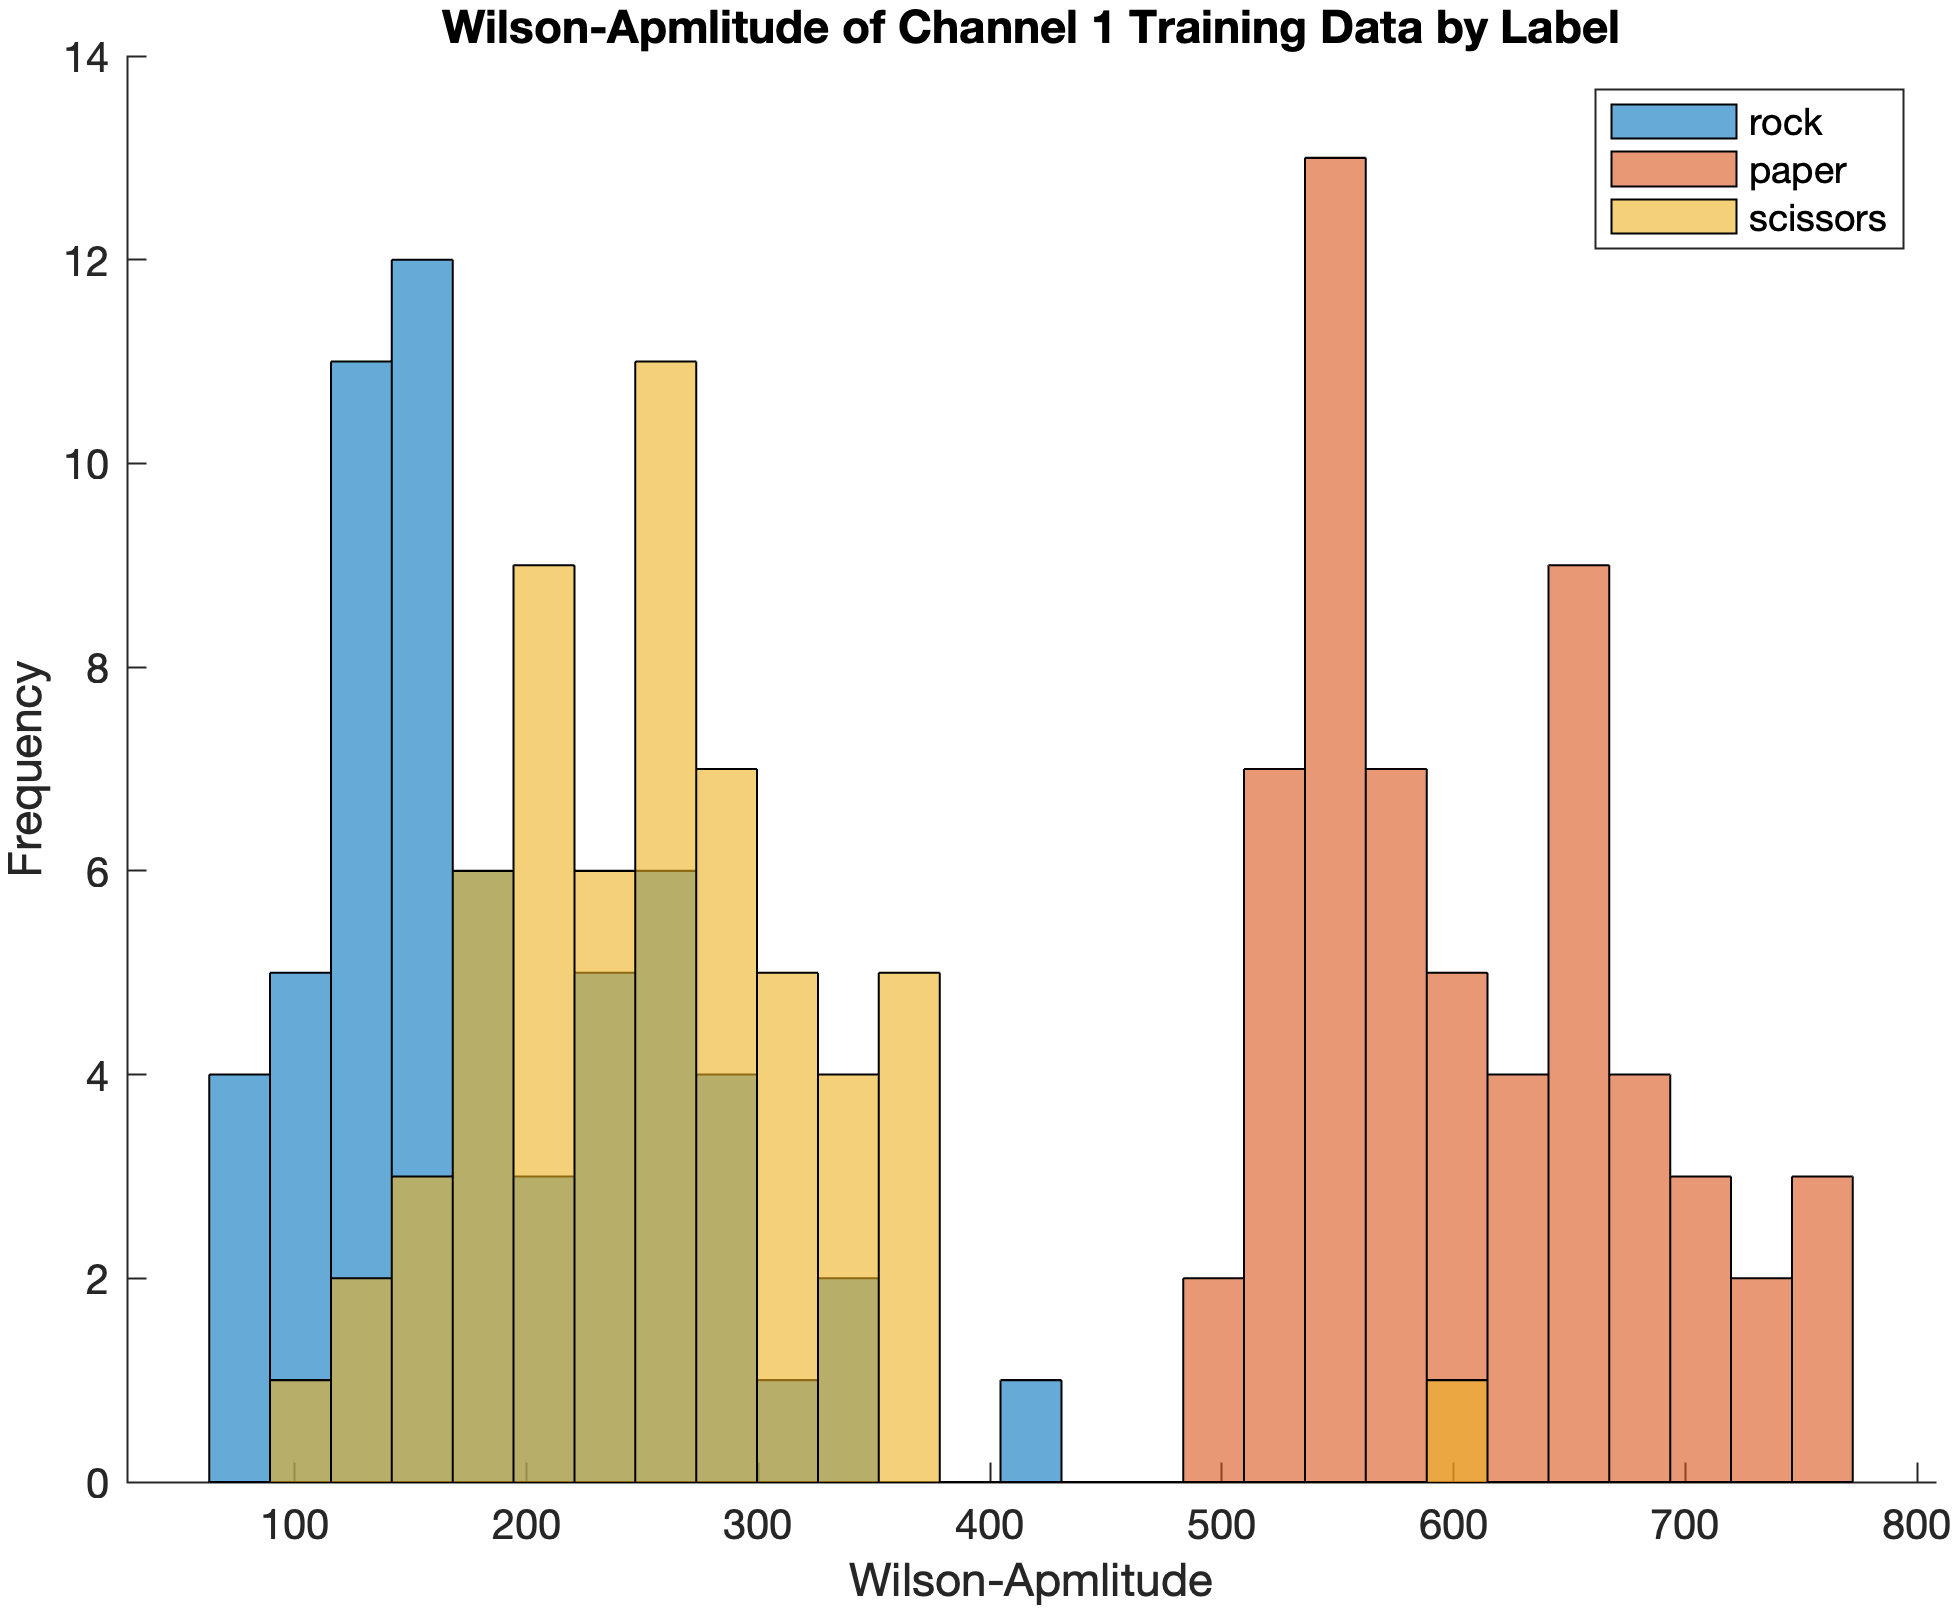 Wilson-Apmlitude of Channel 1 Training Data by Label
14
12
10
8
6
4
2
0
Frequency
rock
paper
scissors
100 200 300 400 500 600 700 800
Wilson-Apmlitude